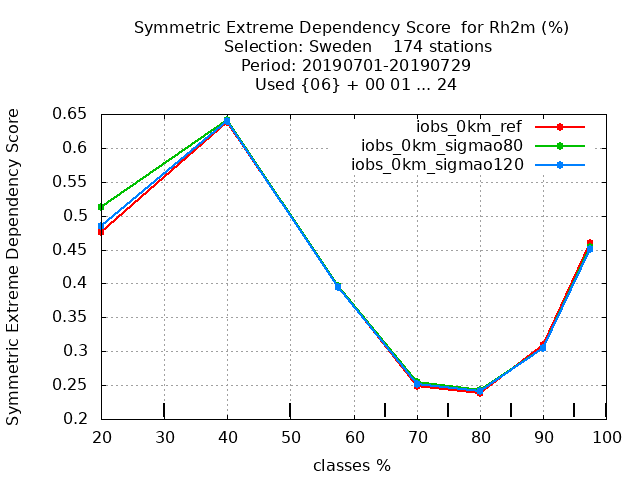 Symmetric Extreme Dependency Score  for Rh2m (%)
Selection: Sweden    174 stations
Period: 20190701-20190729
Used {06} + 00 01 ... 24
Symmetric Extreme Dependency Score
0.65
0.6
0.55
0.5
0.45
0.4
0.35
0.3
0.25
0.2
iobs_0km_ref
iobs_0km_sigmao80
iobs_0km_sigmao120
20 30 40 50 60 70 80 90 100
classes %